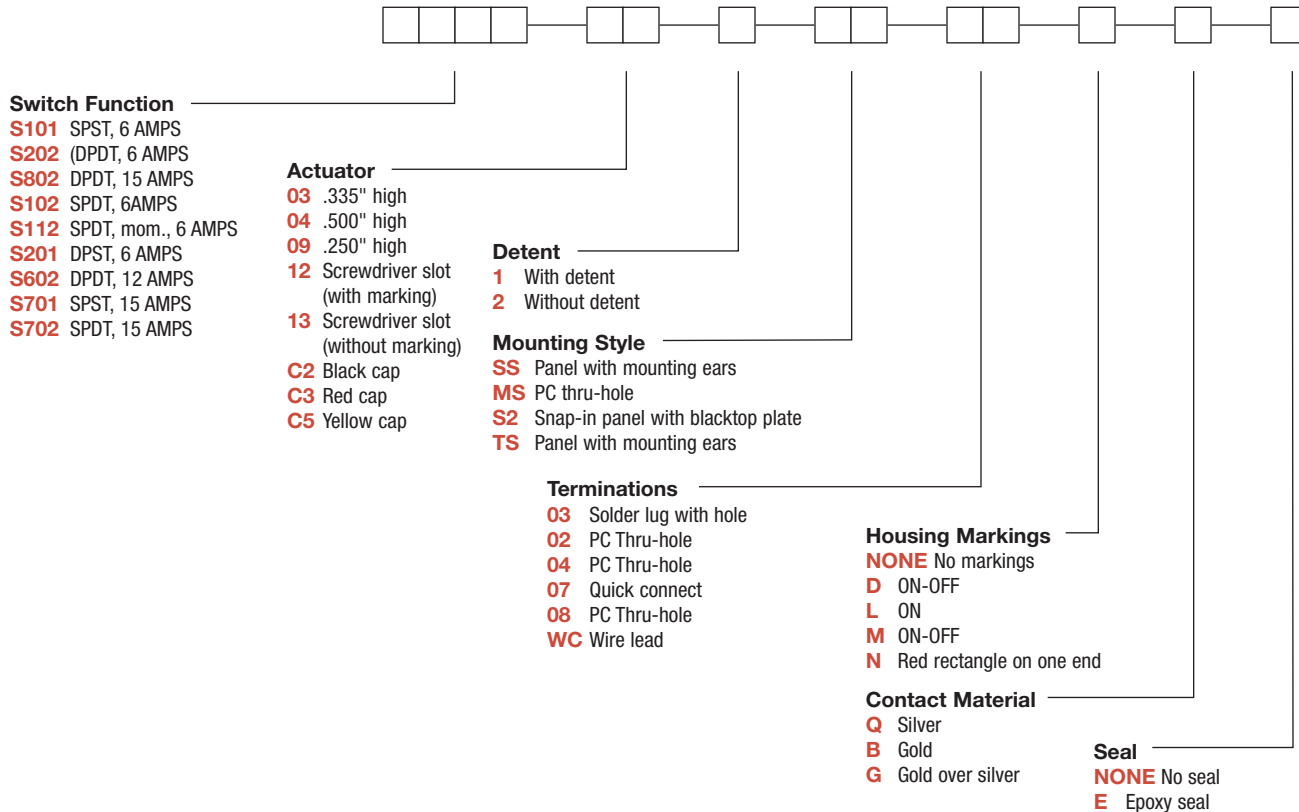 Switch Function
S101 SPST, 6 AMPS
S202 (DPDT, 6 AMPS
S802 DPDT, 15 AMPS
S102 SPDT, 6AMPS
S112 SPDT, mom., 6 AMPS
S201 DPST, 6 AMPS
S602 DPDT, 12 AMPS
S701 SPST, 15 AMPS
S702 SPDT, 15 AMPS
Actuator
03 .335" high
04 .500" high
09 .250" high
12 Screwdriver slot
(with marking)
13 Screwdriver slot
(without marking)
C2 Black cap
C3 Red cap
C5 Yellow cap
Detent
1 With detent
2 Without detent
Mounting Style
SS Panel with mounting ears
MS PC thru-hole
S2 Snap-in panel with blacktop plate
TS Panel with mounting ears
Terminations
03 Solder lug with hole
02 PC Thru-hole
04 PC Thru-hole
07 Quick connect
08 PC Thru-hole
WC Wire lead
Housing Markings
NONE No markings
D ON-OFF
L ON
M ON-OFF
N Red rectangle on one end
Contact Material
Q Silver
B Gold
G Gold over silver
Seal
NONE No seal
E Epoxy seal